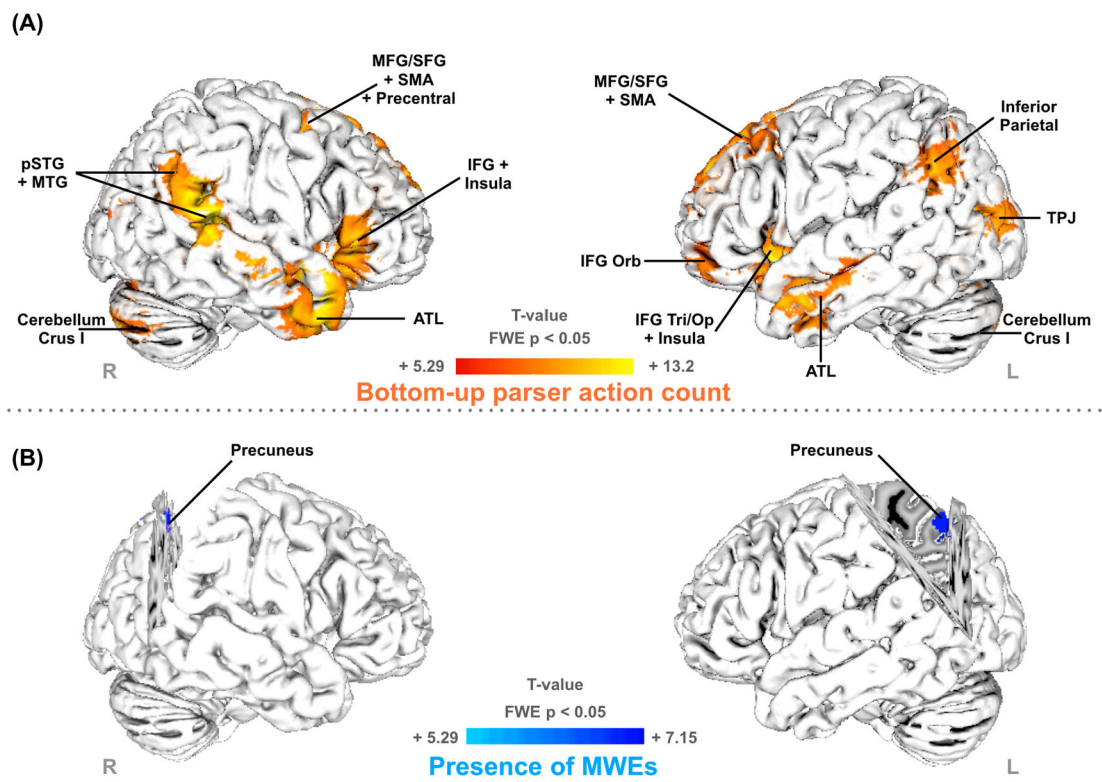 (A)
MFG/SFG
+ SMA
+ Precentral
pSTG
+ MTG
IFG +
Insula
Cerebellum
Crus I
ATL
R
MFG/SFG
+ SMA
Inferior
Parietal
TPJ
IFG Orb
IFG Tri/Op
+ Insula
ATL
Cerebellum
Crus I
L
T-value
FWE p < 0.05
+ 5.29
+ 13.2
Bottom-up parser action count
(B)
Precuneus
Precuneus
T-value
FWE p < 0.05
+ 5.29
+ 7.15
R
Presence of MWEs
L